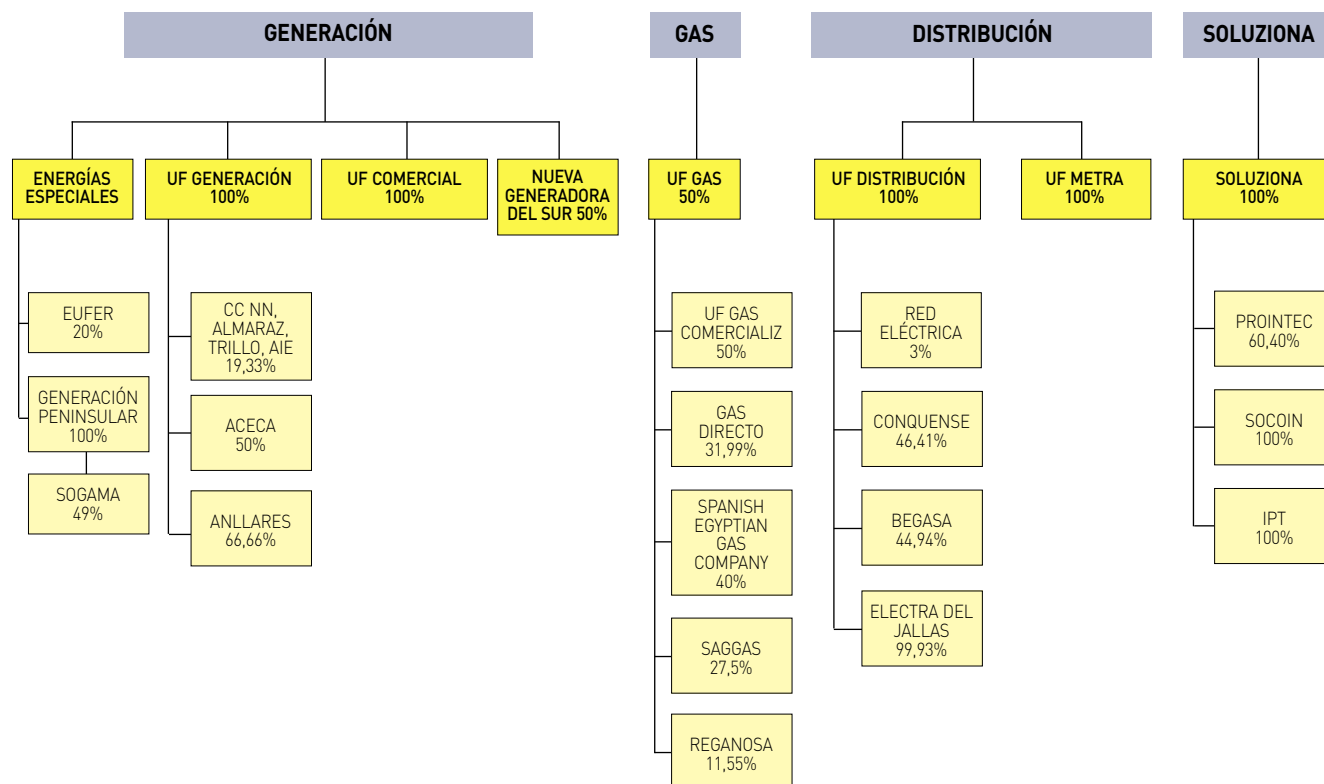 GENERACIÓN
GAS
DISTRIBUCIÓN
SOLUZIONA
ENERGÍAS
ESPECIALES
UF GENERACIÓN
100%
UF COMERCIAL
100%
NUEVA
GENERADORA
DEL SUR 50%
UF GAS
50%
UF DISTRIBUCIÓN
100%
UF METRA
100%
SOLUZIONA
100%
EUFER
20%
GENERACIÓN
PENINSULAR
100%
SOGAMA
49%
CC NN,
ALMARAZ,
TRILLO, AIE
19,33%
ACECA
50%
ANLLARES
66,66%
UF GAS
COMERCIALIZ
50%
GAS
DIRECTO
31,99%
SPANISH
EGYPTIAN
GAS
COMPANY
40%
SAGGAS
27,5%
REGANOSA
11,55%
RED
ELÉCTRICA
3%
CONQUENSE
46,41%
BEGASA
44,94%
ELECTRA DEL
JALLAS
99,93%
PROINTEC
60,40%
SOCOIN
100%
IPT
100%